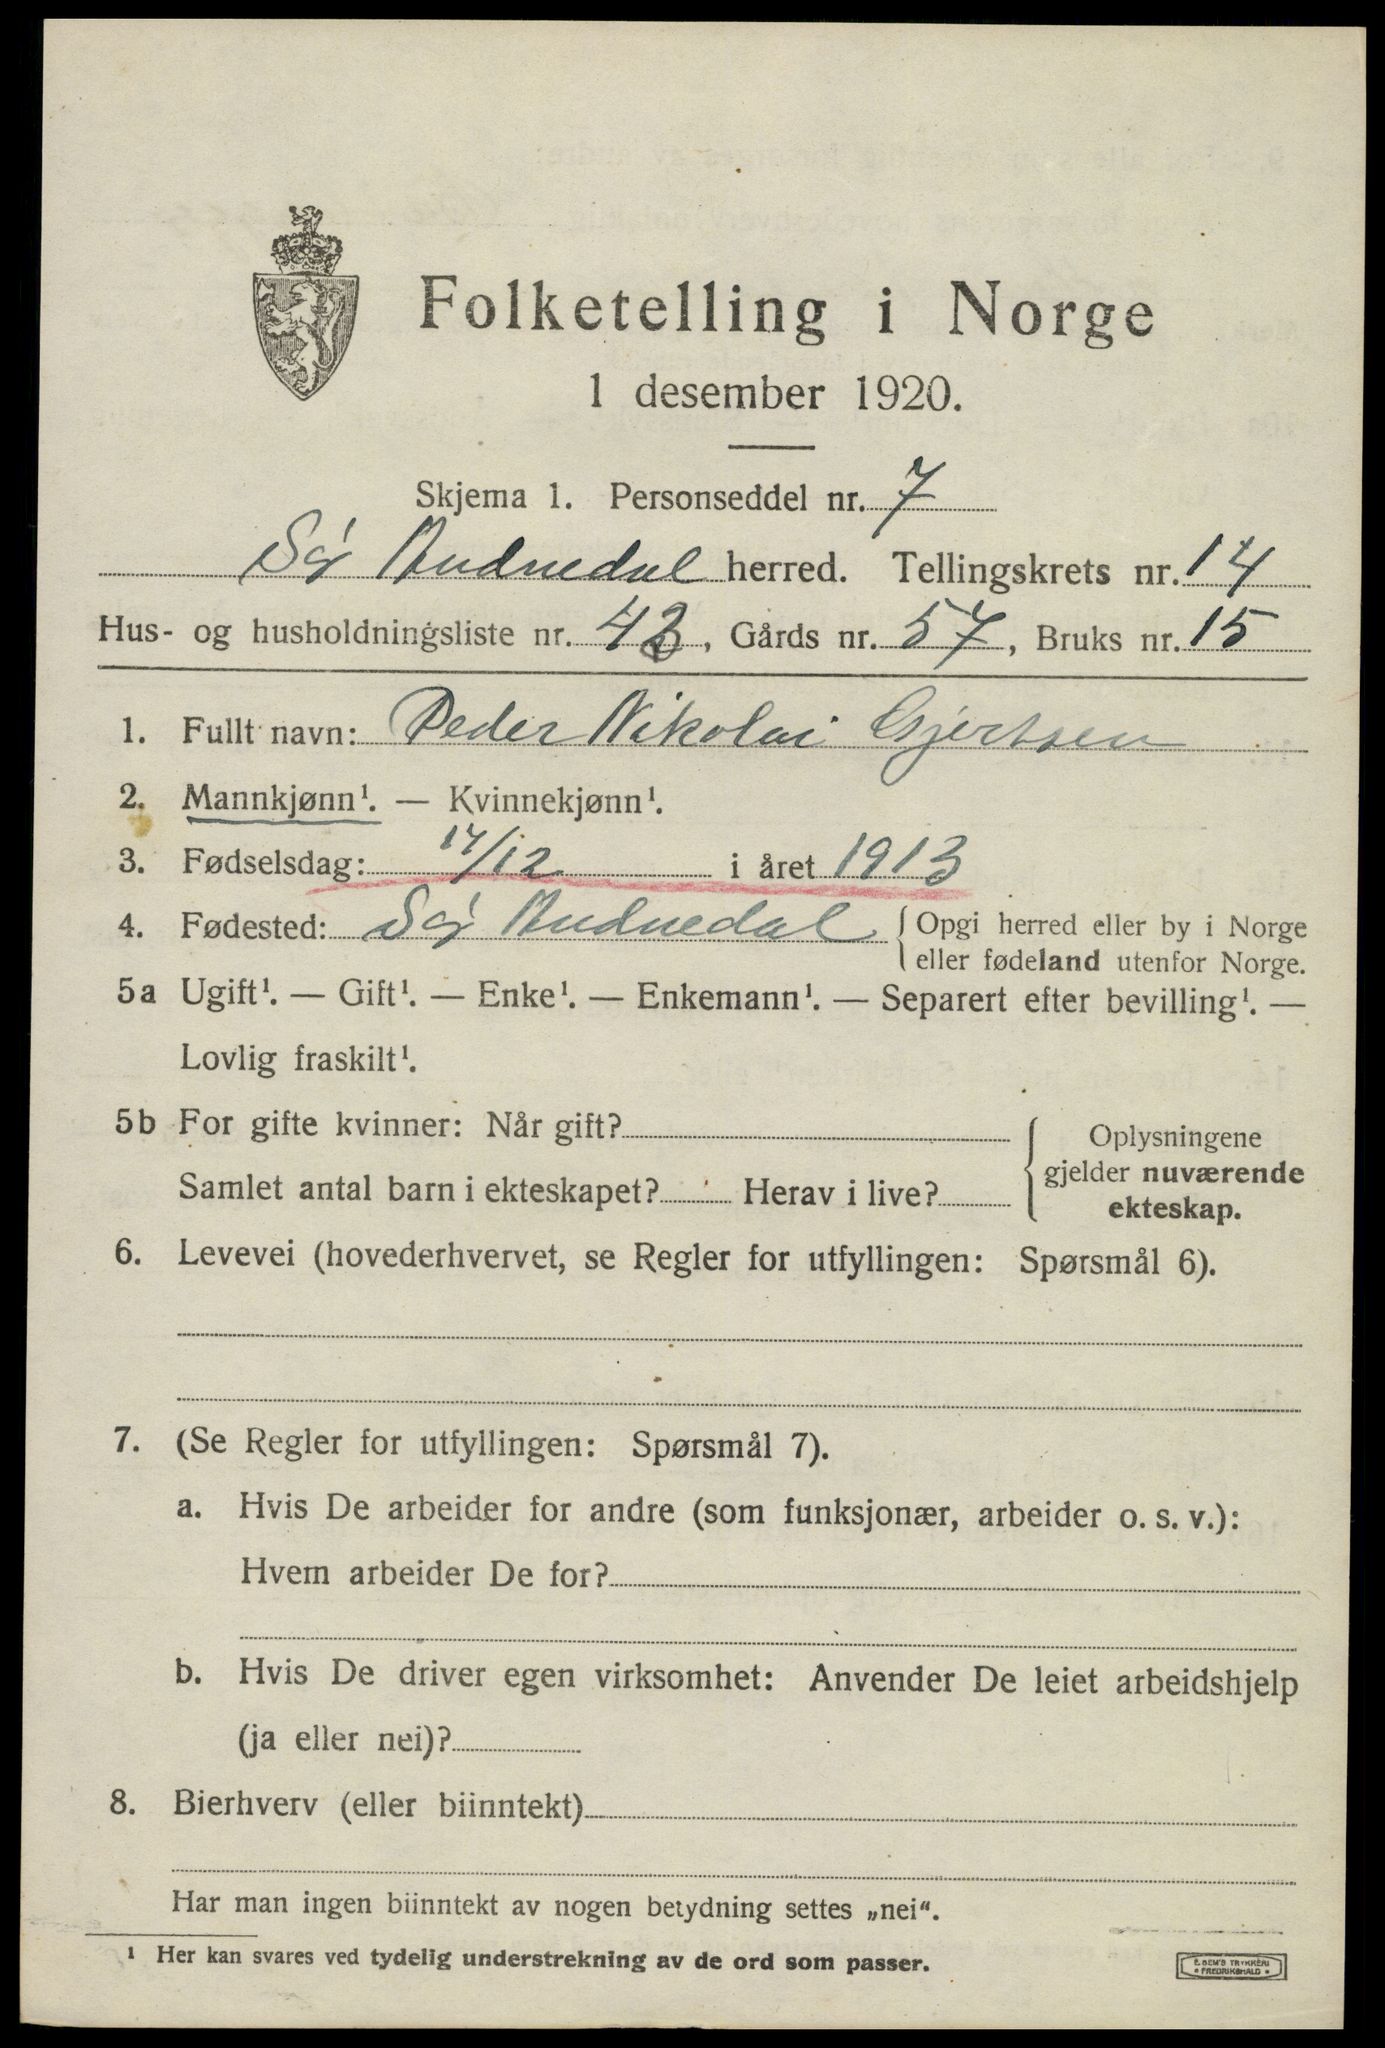 Folketelling i Norge
1 desember 1920.
Skjema 1. Personseddel nr. 7
Sør Audnedal herred. Tellingskrets nr. 14
Hus- og husholdningsliste nr. 43, Gårds nr. 57, Bruks nr. 15
1. Fullt navn: Peder Nikolai Gjertsen
2. Mannkjønn¹. — Kvinnekjønn¹.
3. Fødselsdag: 17/12 i året 1913
4. Fødested: Sør Audnedal { Opgi herred eller by i Norge
eller fødeland utenfor Norge.
5a Ugift¹. — Gift¹. — Enke¹. — Enkemann¹. — Separert efter bevilling¹. —
Lovlig fraskilt¹.
5b For gifte kvinner: Når gift?
Samlet antal barn i ekteskapet? Herav i live?
Oplysningene
gjelder nuværende
ekteskap.
6. Levevei (hovederhvervet, se Regler for utfyllingen: Spørsmål 6).
7. (Se Regler for utfyllingen: Spørsmål 7).
a. Hvis De arbeider for andre (som funksjonær, arbeider o. s. v.):
Hvem arbeider De for?
b. Hvis De driver egen virksomhet: Anvender De leiet arbeidshjelp
(ja eller nei)?
8. Bierhverv (eller biinntekt)
Har man ingen biinntekt av nogen betydning settes „nei“.
¹ Her kan svares ved tydelig understrekning av de ord som passer.
E. SEM'S TRYKKERI
• FREDRIKSHALD •